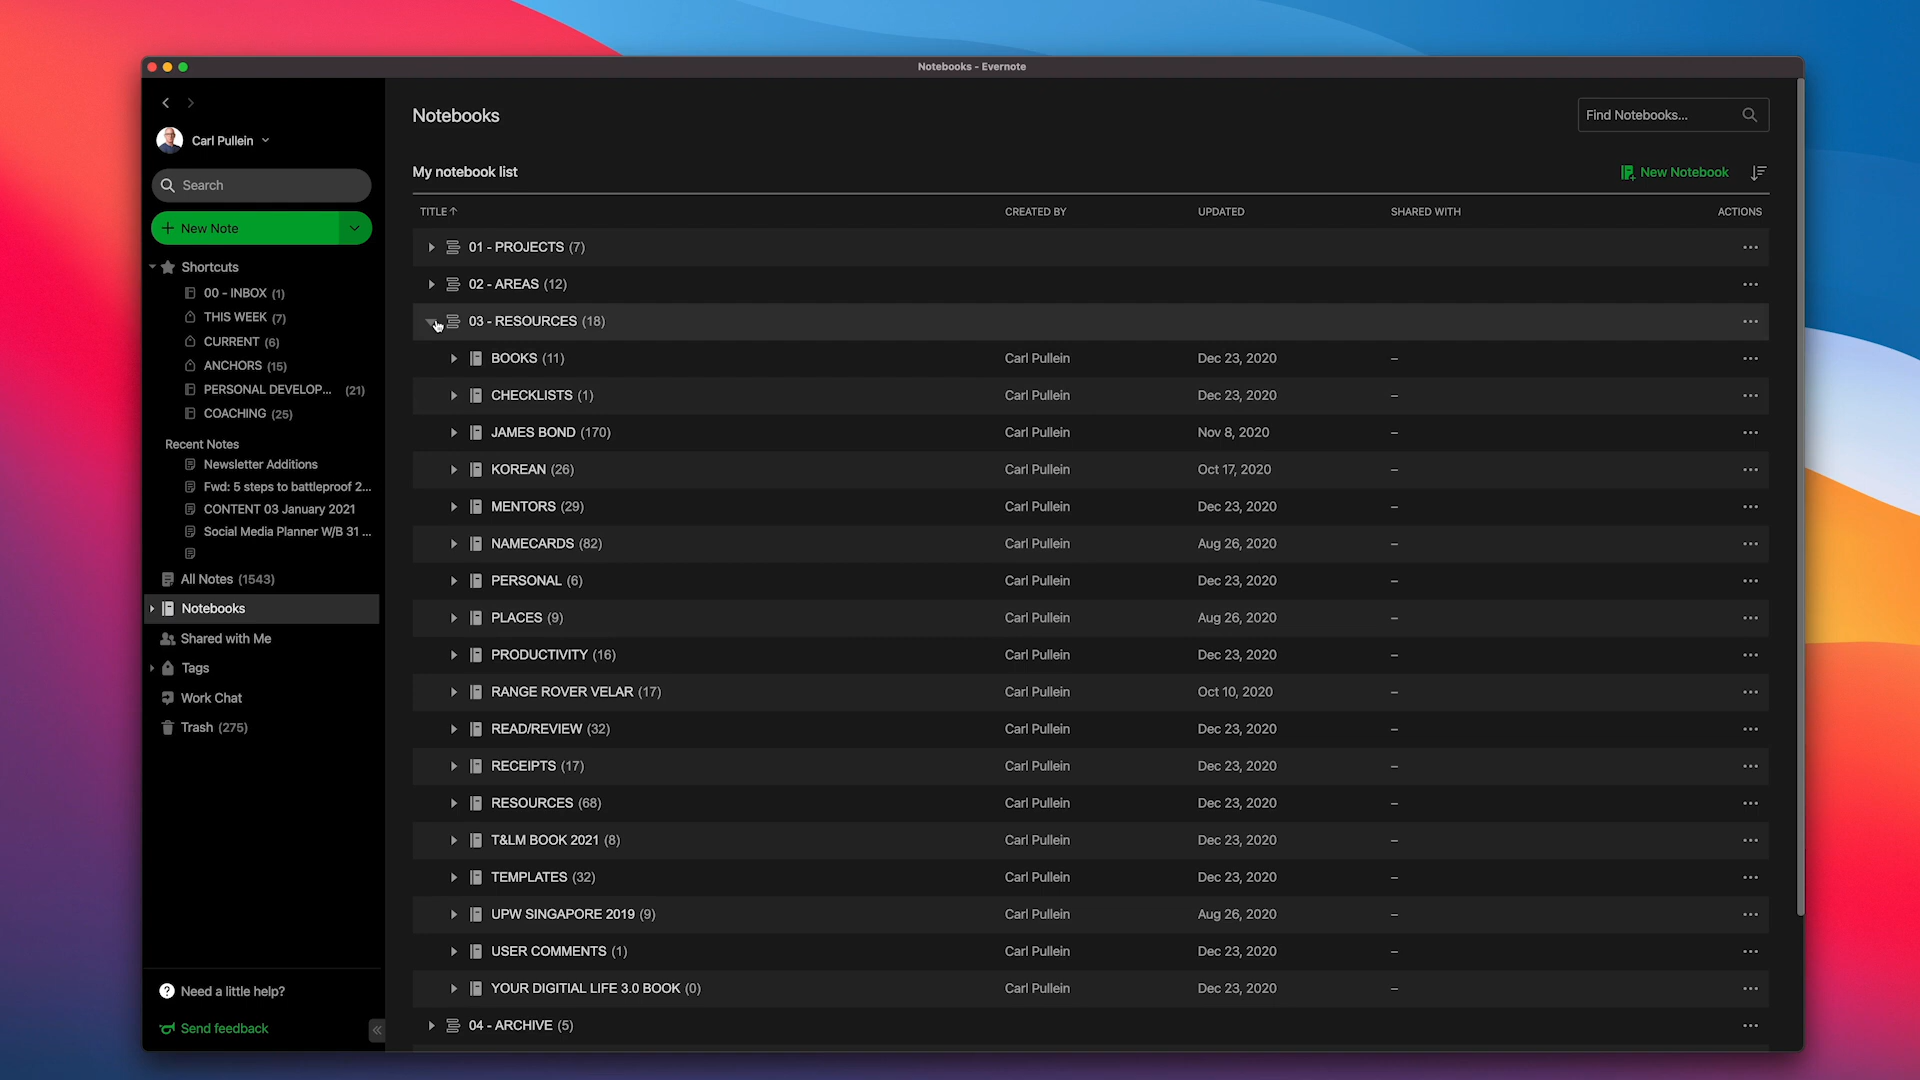 Notebooks - Evernote
Carl Pullein
Search
New Note
Shortcuts
00 - INBOX (1)
THIS WEEK (7)
CURRENT (6)
ANCHORS (15)
PERSONAL DEVELOP... (21)
COACHING (25)
Recent Notes
Newsletter Additions
Fwd: 5 steps to battleproof 2...
CONTENT 03 January 2021
Social Media Planner W/B 31 ...
All Notes (1543)
Notebooks
Shared with Me
Tags
Work Chat
Trash (275)
Need a little help?
Send feedback
Notebooks
Find Notebooks...
My notebook list
New Notebook
TITLE CREATED BY UPDATED SHARED WITH ACTIONS
01 - PROJECTS (7)
02 - AREAS (12)
03 - RESOURCES (18)
BOOKS (11) Carl Pullein Dec 23, 2020 –
CHECKLISTS (1) Carl Pullein Dec 23, 2020 –
JAMES BOND (170) Carl Pullein Nov 8, 2020 –
KOREAN (26) Carl Pullein Oct 17, 2020 –
MENTORS (29) Carl Pullein Dec 23, 2020 –
NAMECARDS (82) Carl Pullein Aug 26, 2020 –
PERSONAL (6) Carl Pullein Dec 23, 2020 –
PLACES (9) Carl Pullein Aug 26, 2020 –
PRODUCTIVITY (16) Carl Pullein Dec 23, 2020 –
RANGE ROVER VELAR (17) Carl Pullein Oct 10, 2020 –
READ/REVIEW (32) Carl Pullein Dec 23, 2020 –
RECEIPTS (17) Carl Pullein Dec 23, 2020 –
RESOURCES (68) Carl Pullein Dec 23, 2020 –
T&LM BOOK 2021 (8) Carl Pullein Dec 23, 2020 –
TEMPLATES (32) Carl Pullein Dec 23, 2020 –
UPW SINGAPORE 2019 (9) Carl Pullein Aug 26, 2020 –
USER COMMENTS (1) Carl Pullein Dec 23, 2020 –
YOUR DIGITIAL LIFE 3.0 BOOK (0) Carl Pullein Dec 23, 2020 –
04 - ARCHIVE (5)